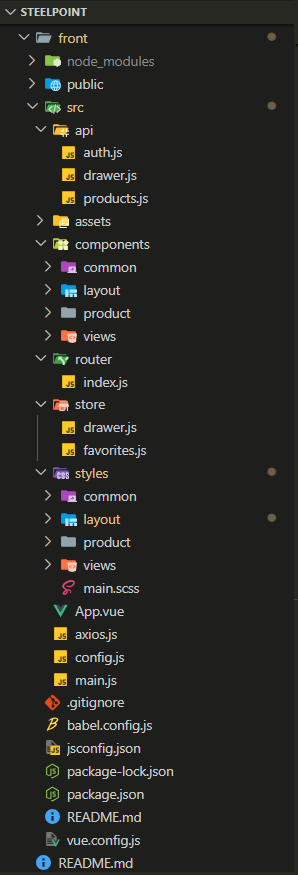 STEELPOINT
front
node_modules
public
src
api
auth.js
drawer.js
products.js
assets
components
common
layout
product
views
router
index.js
store
drawer.js
favorites.js
styles
common
layout
product
views
main.scss
App.vue
axios.js
config.js
main.js
.gitignore
babel.config.js
jsconfig.json
package-lock.json
package.json
README.md
vue.config.js
README.md